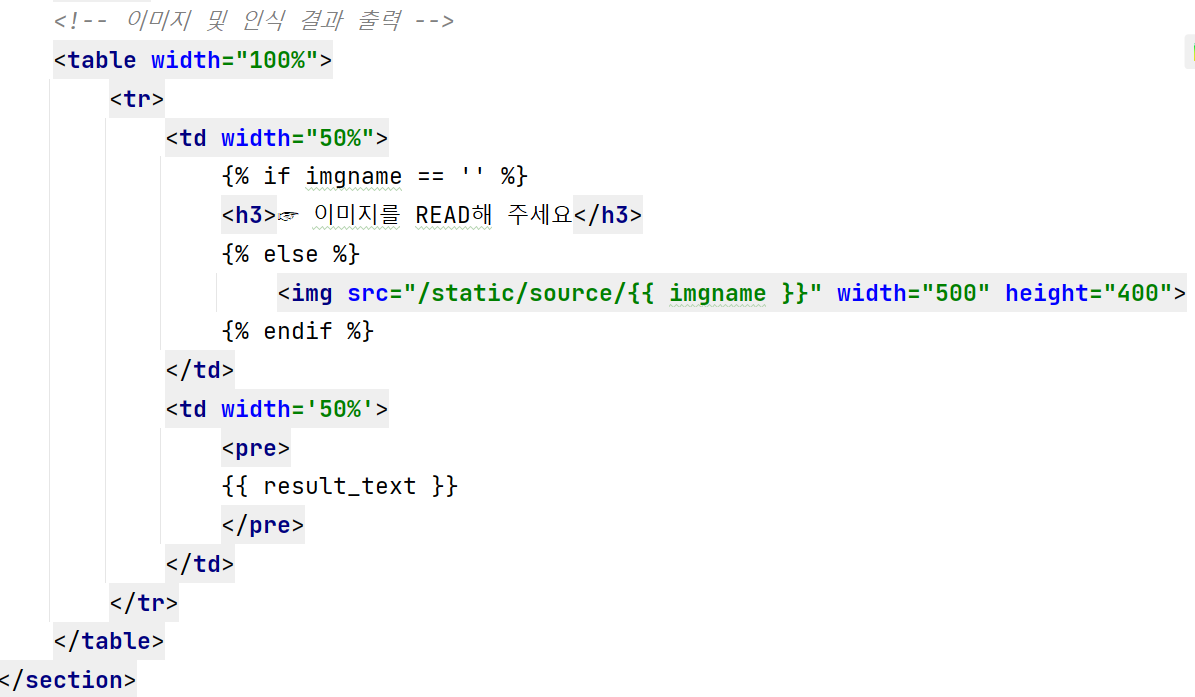 <!-- 이미지 및 인식 결과 출력 -->
<table width="100%">
<tr>
<td width="50%">
{% if imgname == '' %}
<h3>☞ 이미지를 READ해 주세요</h3>
{% else %}
<img src="/static/source/{{ imgname }}" width="500" height="400">
{% endif %}
</td>
<td width='50%'>
<pre>
{{ result_text }}
</pre>
</td>
</tr>
</table>
</section>